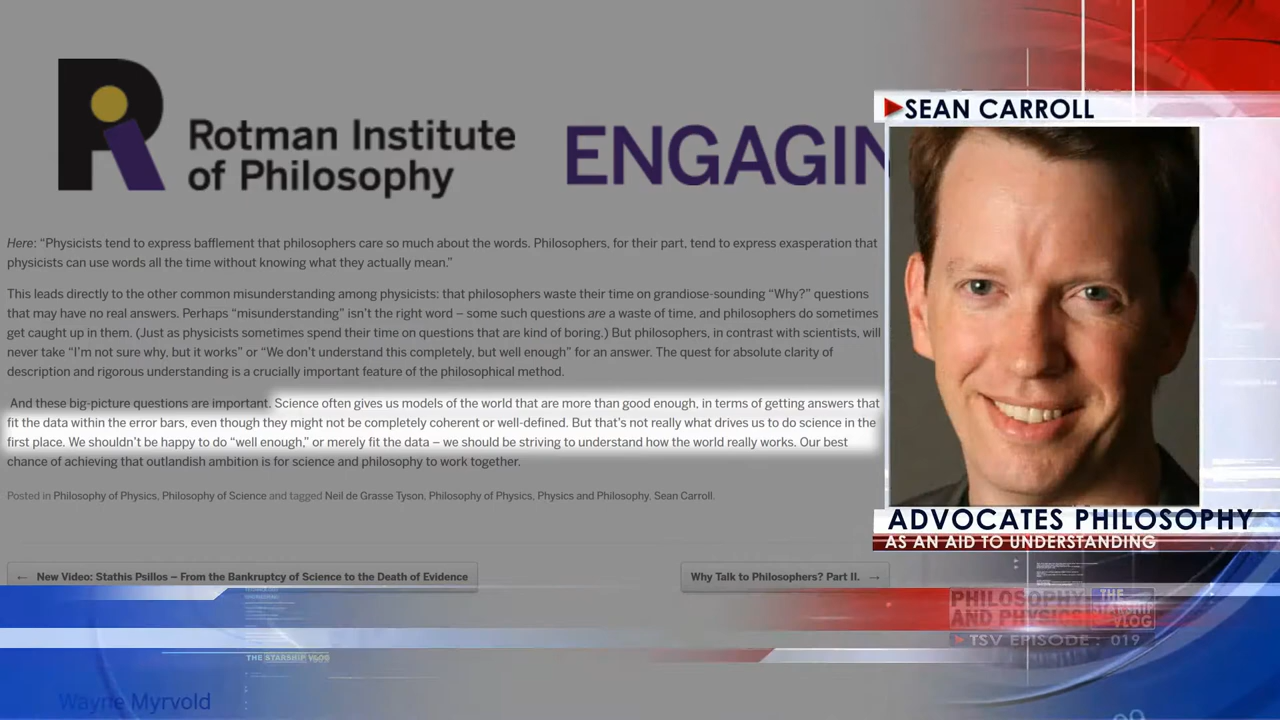 Rotman Institute
of Philosophy
ENGAGIN
Here: “Physicists tend to express bafflement that philosophers care so much about the words. Philosophers, for their part, tend to express exasperation that
physicists can use words all the time without knowing what they actually mean.”
This leads directly to the other common misunderstanding among physicists: that philosophers waste their time on grandiose-sounding “Why?” questions
that may have no real answers. Perhaps “misunderstanding” isn’t the right word – some such questions are a waste of time, and philosophers do sometimes
get caught up in them. (Just as physicists sometimes spend their time on questions that are kind of boring.) But philosophers, in contrast with scientists, will
never take “I’m not sure why, but it works” or “We don’t understand this completely, but well enough” for an answer. The quest for absolute clarity of
description and rigorous understanding is a crucially important feature of the philosophical method.
And these big-picture questions are important. Science often gives us models of the world that are more than good enough, in terms of getting answers that
fit the data within the error bars, even though they might not be completely coherent or well-defined. But that's not really what drives us to do science in the
first place. We shouldn’t be happy to do “well enough,” or merely fit the data – we should be striving to understand how the world really works. Our best
chance of achieving that outlandish ambition is for science and philosophy to work together.
Posted in Philosophy of Physics, Philosophy of Science and tagged Neil de Grasse Tyson, Philosophy of Physics, Physics and Philosophy, Sean Carroll.
← New Video: Stathis Psillos – From the Bankruptcy of Science to the Death of Evidence
Why Talk to Philosophers? Part II. →
SEAN CARROLL
ADVOCATES PHILOSOPHY
AS AN AID TO UNDERSTANDING
PHILOSOPHY
AND PHYSICS
THE
STARSHIP
VLOG
TSV EPISODE : 019
THE STARSHIP VLOG
Wayne Myrvold